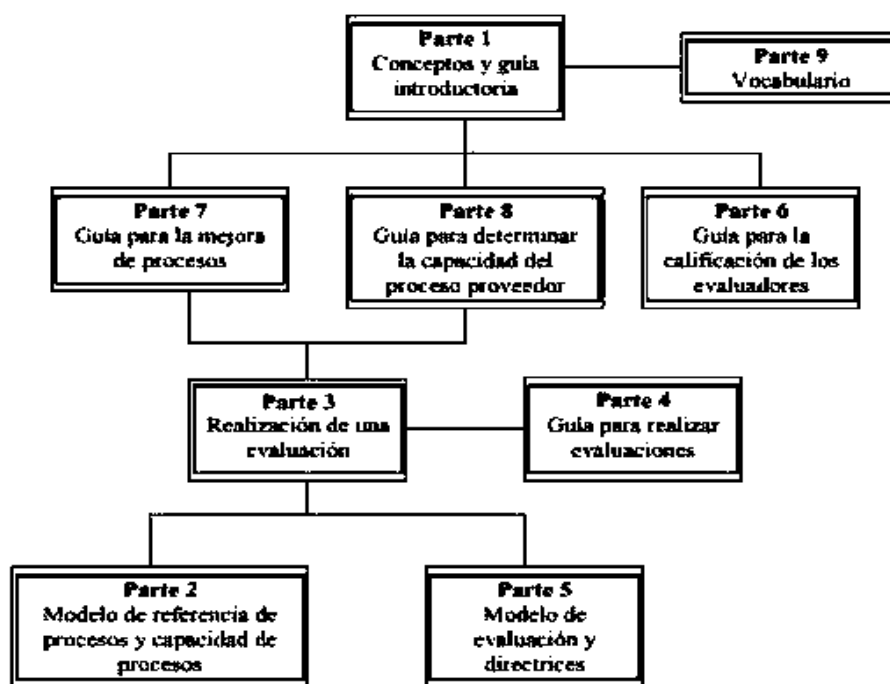 Parte 1
Conceptos y guía
introductoria
Parte 9
Vocabulario
Parte 7
Guía para la mejora
de procesos
Parte 8
Guía para determinar
la capacidad del
proceso proveedor
Parte 6
Guía para la
calificación de los
evaluadores
Parte 3
Realización de una
evaluación
Parte 4
Guía para realizar
evaluaciones
Parte 2
Modelo de referencia de
procesos y capacidad de
procesos
Parte 5
Modelo de
evaluación y
directrices